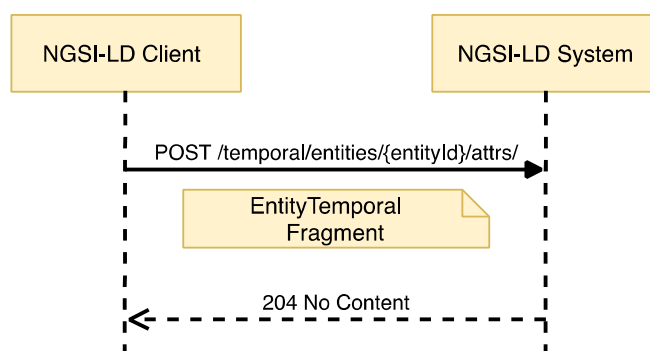 NGSI-LD Client
NGSI-LD System
POST /temporal/entities/{entityId}/attrs/
EntityTemporal
Fragment
204 No Content